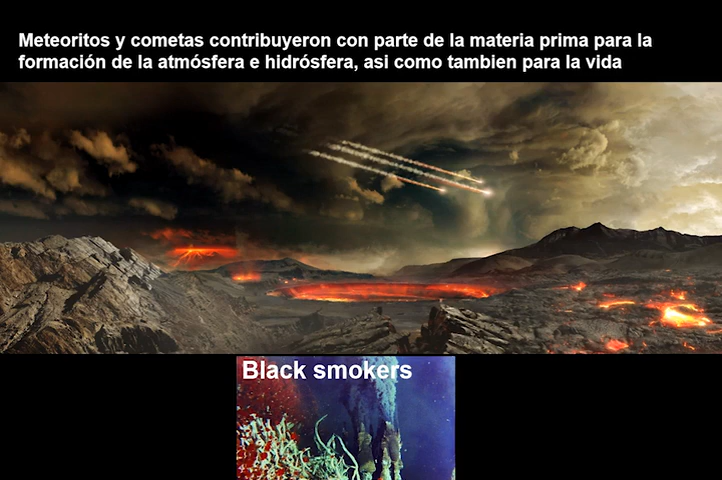 Meteoritos y cometas contribuyeron con parte de la materia prima para la
formación de la atmósfera e hidrósfera, asi como tambien para la vida
Black smokers